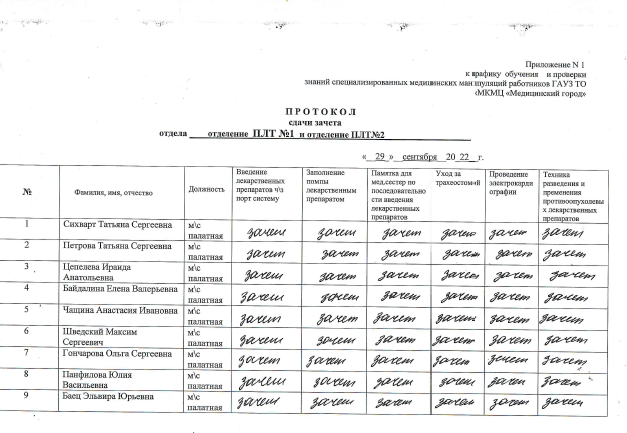 Приложение N 1
к графику обучения и проверки
знаний специализированных медицинских манипуляций работников ГАУЗ ТО
«МКМЦ «Медицинский город»
П Р О Т О К О Л
сдачи зачета
отдела отделение ПЛТ №1 и отделение ПЛТ№2
« 29 » сентября 20 22 г.
№ Фамилия, имя, отчество Должность Введение лекарственных препаратов ч\з порт систему Заполнение помпы лекарственным препаратом Памятка для мед.сестер по последовательности введения лекарственных препаратов Уход за трахеостомой Проведение электрокардиографии Техника разведения и применения противоопухолевых лекарственных препаратов
1 Сихварт Татьяна Сергеевна м\с палатная зачет зачет зачет зачет зачет зачет
2 Петрова Татьяна Сергеевна м\с палатная зачет зачет зачет зачет зачет зачет
3 Цепелева Ираида Анатольевна м\с палатная зачет зачет зачет зачет зачет зачет
4 Байдалина Елена Валерьевна м\с палатная зачет зачет зачет зачет зачет зачет
5 Чащина Анастасия Ивановна м\с палатная зачет зачет зачет зачет зачет зачет
6 Шведский Максим Сергеевич м\с палатная зачет зачет зачет зачет зачет зачет
7 Гончарова Ольга Сергеевна м\с палатная зачет зачет зачет зачет зачет зачет
8 Панфилова Юлия Васильевна м\с палатная зачет зачет зачет зачет зачет зачет
9 Баец Эльвира Юрьевна м\с палатная зачет зачет зачет зачет зачет зачет